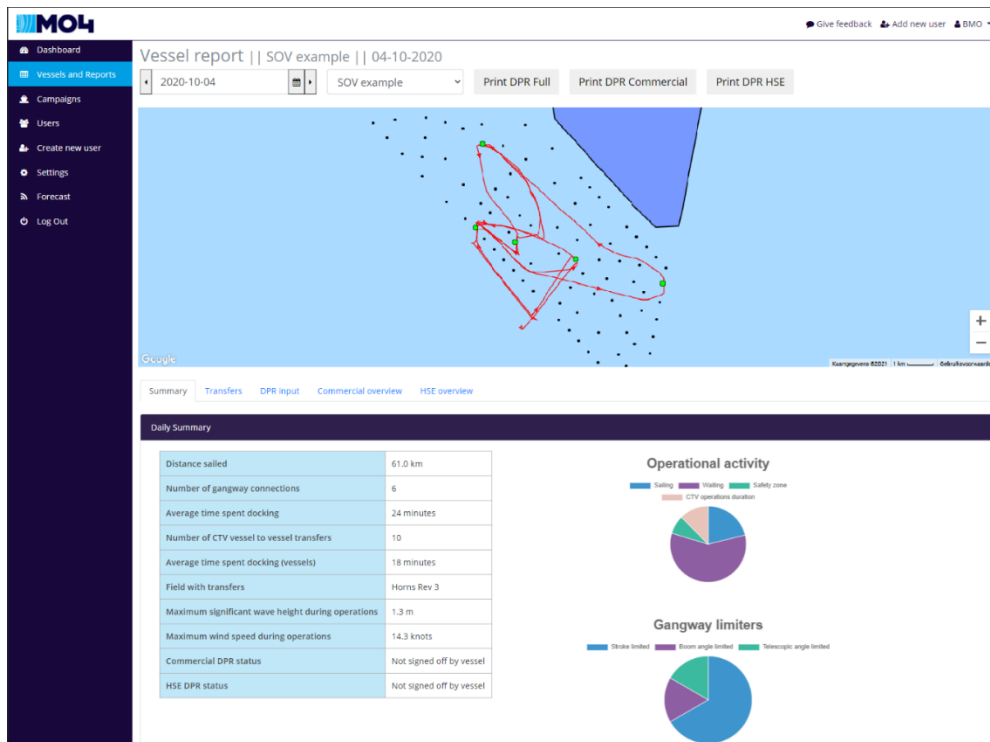 MO4
Give feedback Add new user BMO
Dashboard
Vessels and Reports
Campaigns
Users
Create new user
Settings
Forecast
Log Out
Vessel report || SOV example || 04-10-2020
2020-10-04 SOV example Print DPR Full Print DPR Commercial Print DPR HSE
+
−
Google
Kaartgegevens ©2021 1 km Gebruiksvoorwaarden
Summary Transfers DPR input Commercial overview HSE overview
Daily Summary
Distance sailed 61.0 km
Number of gangway connections 6
Average time spent docking 24 minutes
Number of CTV vessel to vessel transfers 10
Average time spent docking (vessels) 18 minutes
Field with transfers Horns Rev 3
Maximum significant wave height during operations 1.3 m
Maximum wind speed during operations 14.3 knots
Commercial DPR status Not signed off by vessel
HSE DPR status Not signed off by vessel
Operational activity
Sailing Waiting Safety zone
CTV operations duration
Gangway limiters
Stroke limited Boom angle limited Telescopic angle limited